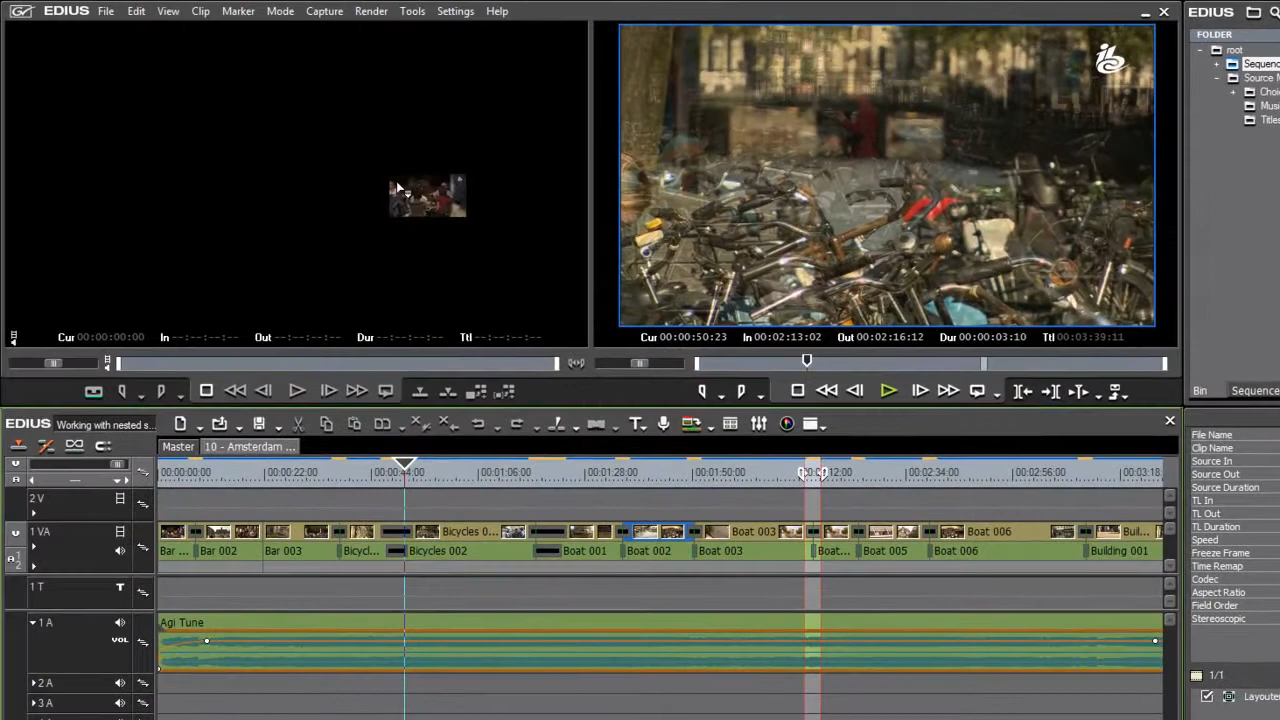 EDIUS File Edit View Clip Marker Mode Capture Render Tools Settings Help
EDIUS
FOLDER
root
Sequenc
Source M
Choi
Musi
Titles
Cur 00:00:00:00 In --:--:--:-- Out --:--:--:-- Dur --:--:--:-- Ttl --:--:--:--
Cur 00:00:50:23 In 00:02:13:02 Out 00:02:16:12 Dur 00:00:03:10 Ttl 00:03:39:11
Bin Sequence
EDIUS Working with nested s...
Master 10 - Amsterdam ...
00:00:00:00 00:00:22:00 00:00:44:00 00:01:06:00 00:01:28:00 00:01:50:00 12:00 00:02:34:00 00:02:56:00 00:03:18
2 V
1 VA Bicycles 0... Boat 003 Boat 006 Buil...
1
2
Bar ... Bar 002 Bar 003 Bicycl... Bicycles 002 Boat 001 Boat 002 Boat 003 Boat... Boat 005 Boat 006 Building 001
1 T T
1 A Agi Tune
VOL
2 A
3 A
File Name
Clip Name
Source In
Source Out
Source Duration
TL In
TL Out
TL Duration
Speed
Freeze Frame
Time Remap
Codec
Aspect Ratio
Field Order
Stereoscopic
1/1
Layouter